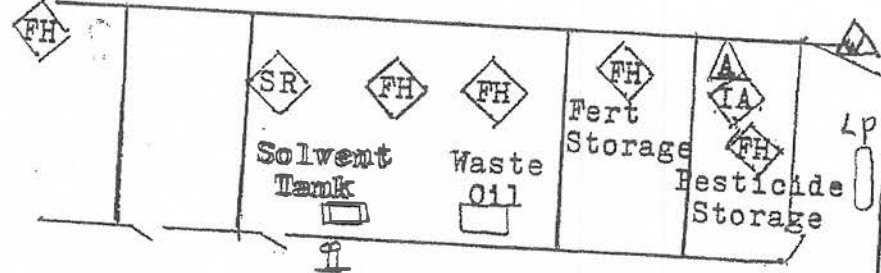 FH
SR
FH
FH
FH
A
IA
FH
W
LP
Solvent
Tank
Waste
Oil
Fert
Storage
Pesticide
Storage